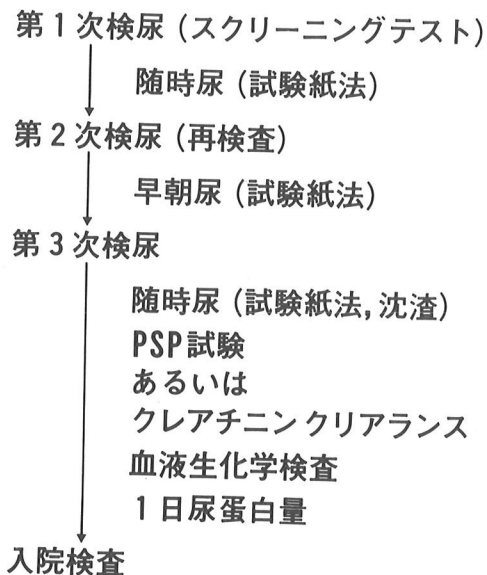 第1次検尿(スクリーニングテスト)
随時尿(試験紙法)
第2次検尿(再検査)
早朝尿(試験紙法)
第3次検尿
随時尿(試験紙法,沈渣)
PSP試験
あるいは
クレアチニン クリアランス
血液生化学検査
1日尿蛋白量
入院検査